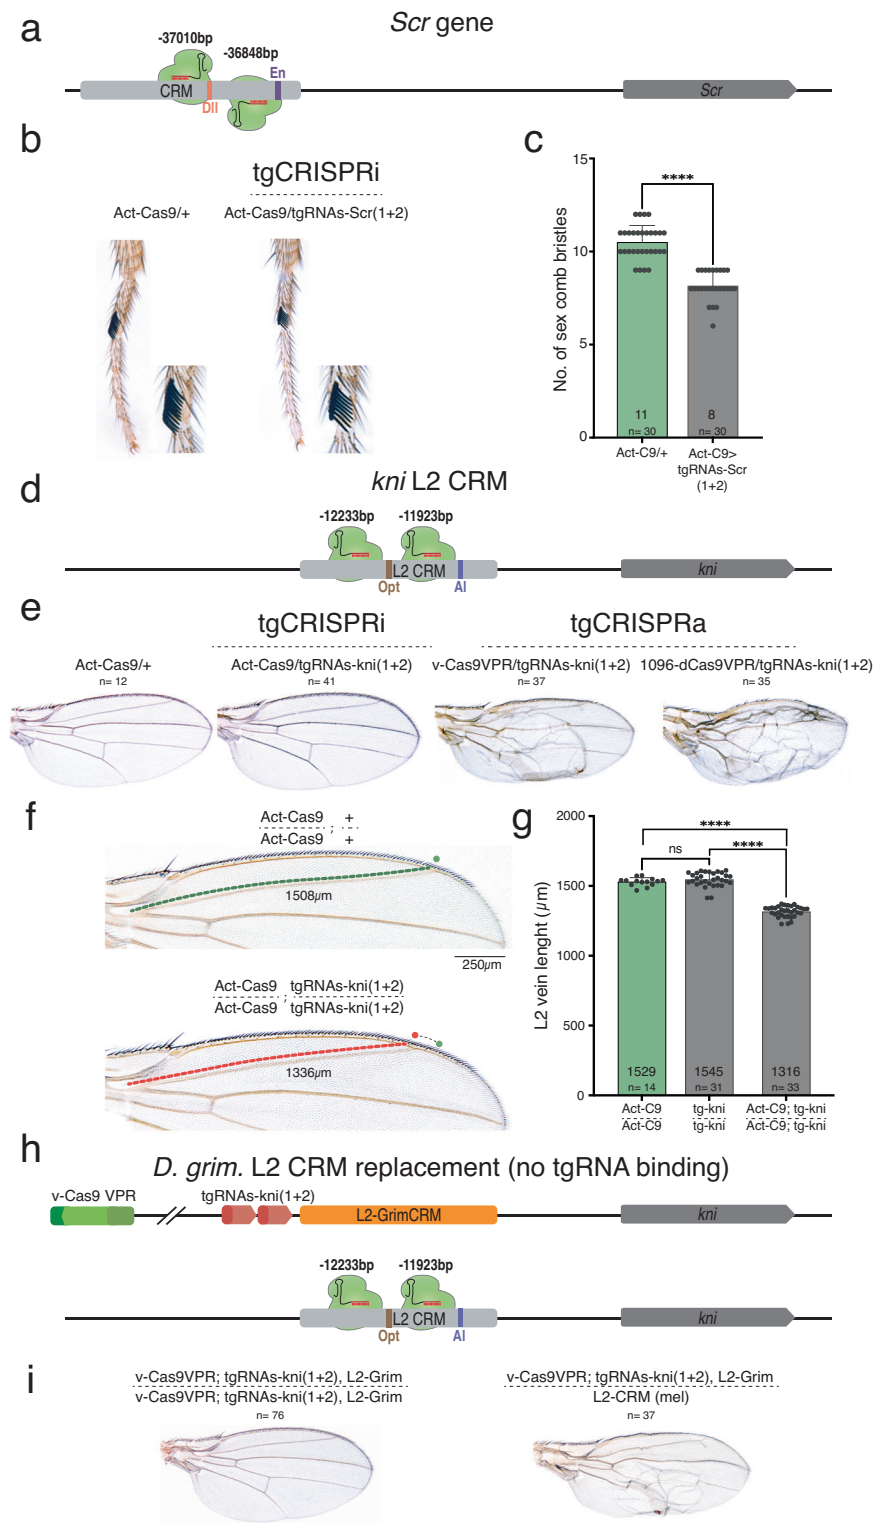 a
Scr gene
-37010bp
-36848bp
En
CRM
Dll
Scr
b
tgCRISPRi
Act-Cas9/+
Act-Cas9/tgRNAs-Scr(1+2)
c
15
10
5
0
No. of sex comb bristles
****
11
n= 30
8
n= 30
Act-C9/+
Act-C9>
tgRNAs-Scr
(1+2)
d
kni L2 CRM
-12233bp
-11923bp
L2 CRM
Opt
Al
kni
e
tgCRISPRi
tgCRISPRa
Act-Cas9/+
n= 12
Act-Cas9/tgRNAs-kni(1+2)
n= 41
v-Cas9VPR/tgRNAs-kni(1+2)
n= 37
1096-dCas9VPR/tgRNAs-kni(1+2)
n= 35
f
Act-Cas9 ; +
Act-Cas9 +
1508µm
250µm
Act-Cas9 ; tgRNAs-kni(1+2)
Act-Cas9 tgRNAs-kni(1+2)
1336µm
g
2000
1500
1000
500
0
L2 vein lenght (µm)
****
ns
****
1529
n= 14
1545
n= 31
1316
n= 33
Act-C9
Act-C9
tg-kni
tg-kni
Act-C9; tg-kni
Act-C9; tg-kni
h
D. grim. L2 CRM replacement (no tgRNA binding)
v-Cas9 VPR
tgRNAs-kni(1+2)
L2-GrimCRM
kni
-12233bp
-11923bp
L2 CRM
Opt
Al
kni
i
v-Cas9VPR; tgRNAs-kni(1+2), L2-Grim
v-Cas9VPR; tgRNAs-kni(1+2), L2-Grim
n= 76
v-Cas9VPR; tgRNAs-kni(1+2), L2-Grim
L2-CRM (mel)
n= 37